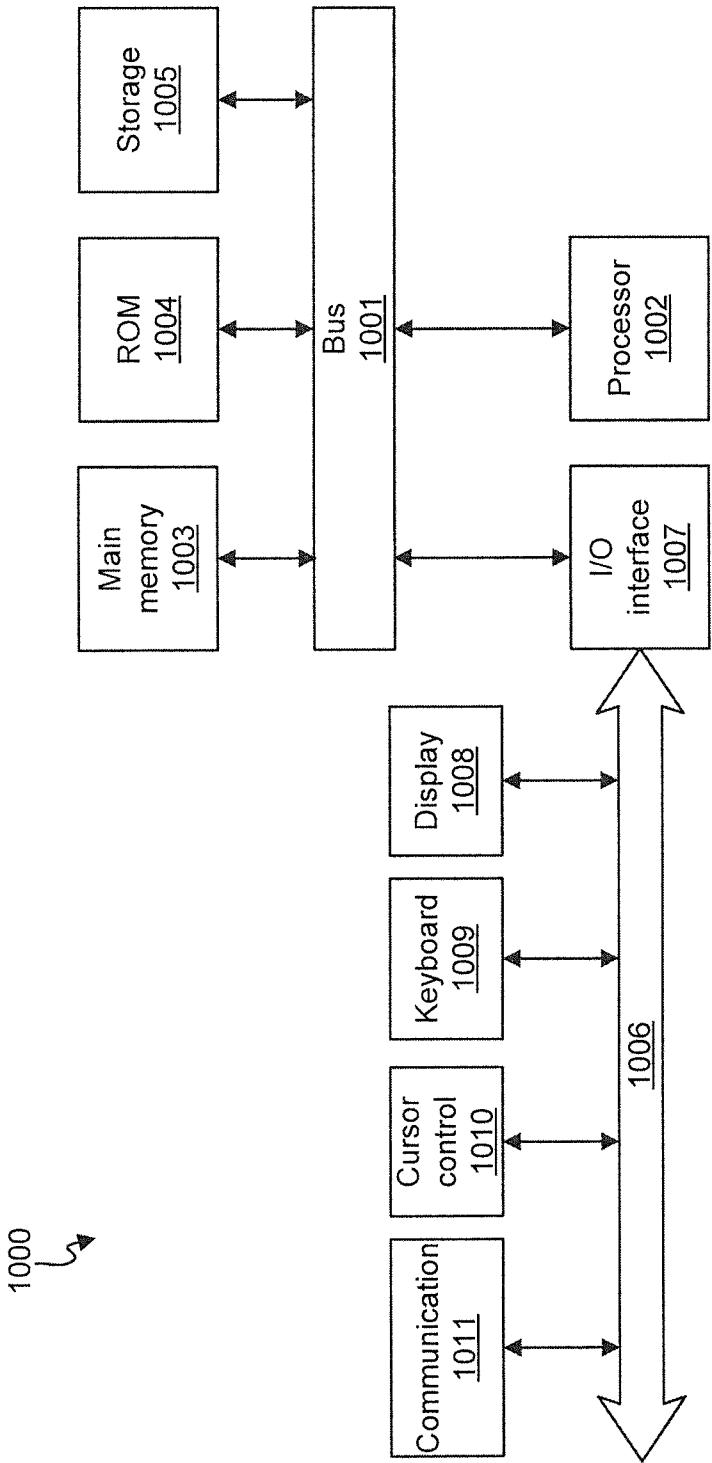 1000
Communication
1011
Cursor
control
1010
Keyboard
1009
Display
1008
1006
Main
memory
1003
ROM
1004
Storage
1005
Bus
1001
I/O
interface
1007
Processor
1002